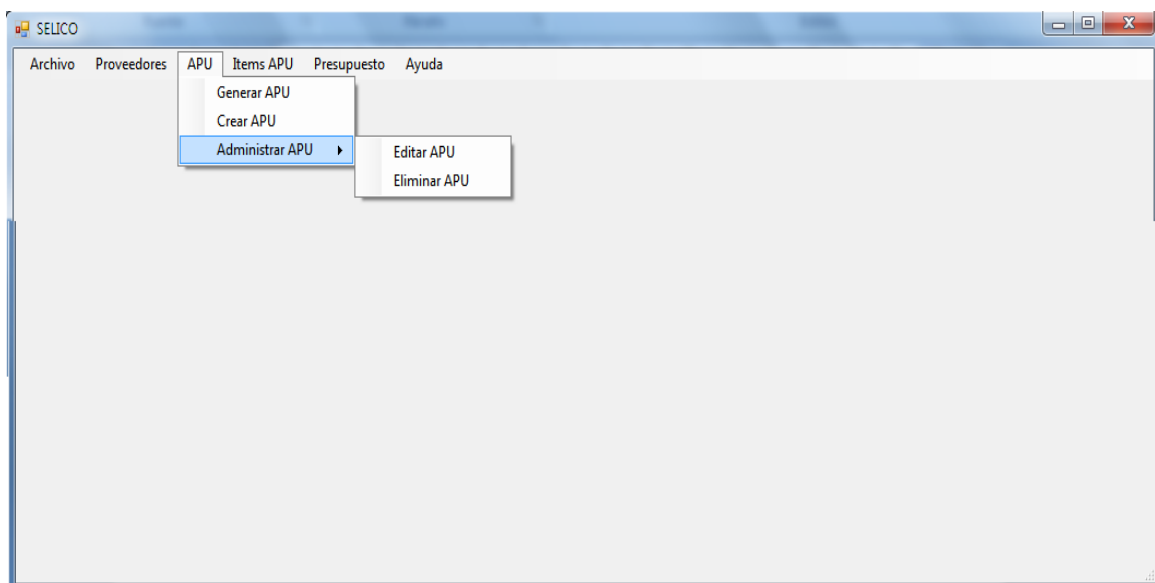 SELICO
Archivo Proveedores APU Items APU Presupuesto Ayuda
Generar APU
Crear APU
Administrar APU
Editar APU
Eliminar APU